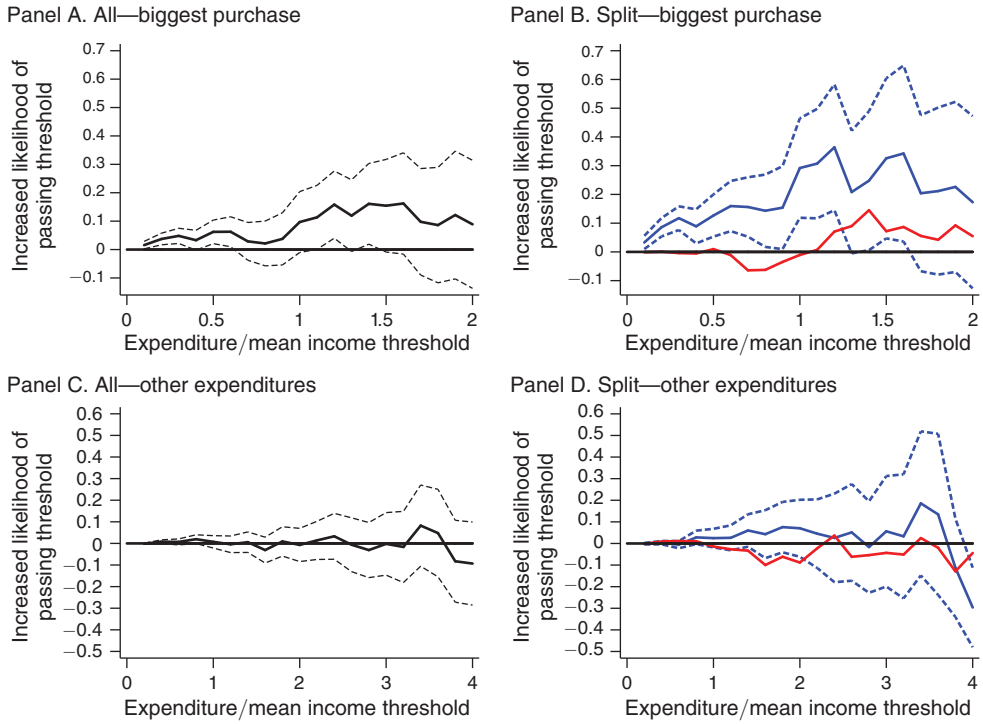 Panel A. All—biggest purchase
Increased likelihood of
passing threshold
0.7
0.6
0.5
0.4
0.3
0.2
0.1
0
−0.1
0 0.5 1 1.5 2
Expenditure/mean income threshold
Panel B. Split—biggest purchase
Increased likelihood of
passing threshold
0.7
0.6
0.5
0.4
0.3
0.2
0.1
0
−0.1
0 0.5 1 1.5 2
Expenditure/mean income threshold
Panel C. All—other expenditures
Increased likelihood of
passing threshold
0.6
0.5
0.4
0.3
0.2
0.1
0
−0.1
−0.2
−0.3
−0.4
−0.5
0 1 2 3 4
Expenditure/mean income threshold
Panel D. Split—other expenditures
Increased likelihood of
passing threshold
0.6
0.5
0.4
0.3
0.2
0.1
0
−0.1
−0.2
−0.3
−0.4
−0.5
0 1 2 3 4
Expenditure/mean income threshold